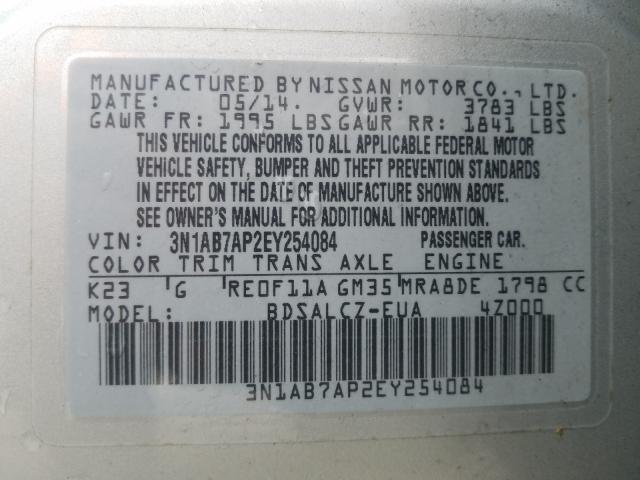 MANUFACTURED BY NISSAN MOTOR CO., LTD.
DATE: 05/14. GVWR: 3783 LBS
GAWR FR: 1995 LBS GAWR RR: 1841 LBS
THIS VEHICLE CONFORMS TO ALL APPLICABLE FEDERAL MOTOR
VEHICLE SAFETY, BUMPER AND THEFT PREVENTION STANDARDS
IN EFFECT ON THE DATE OF MANUFACTURE SHOWN ABOVE.
SEE OWNER'S MANUAL FOR ADDITIONAL INFORMATION.
VIN: 3N1AB7AP2EY254084 PASSENGER CAR.
COLOR TRIM TRANS AXLE ENGINE
K23 G RE0F11A GM35 MRA8DE 1798 CC
MODEL: BDSALCZ-EUA 4Z000
3N1AB7AP2EY254084